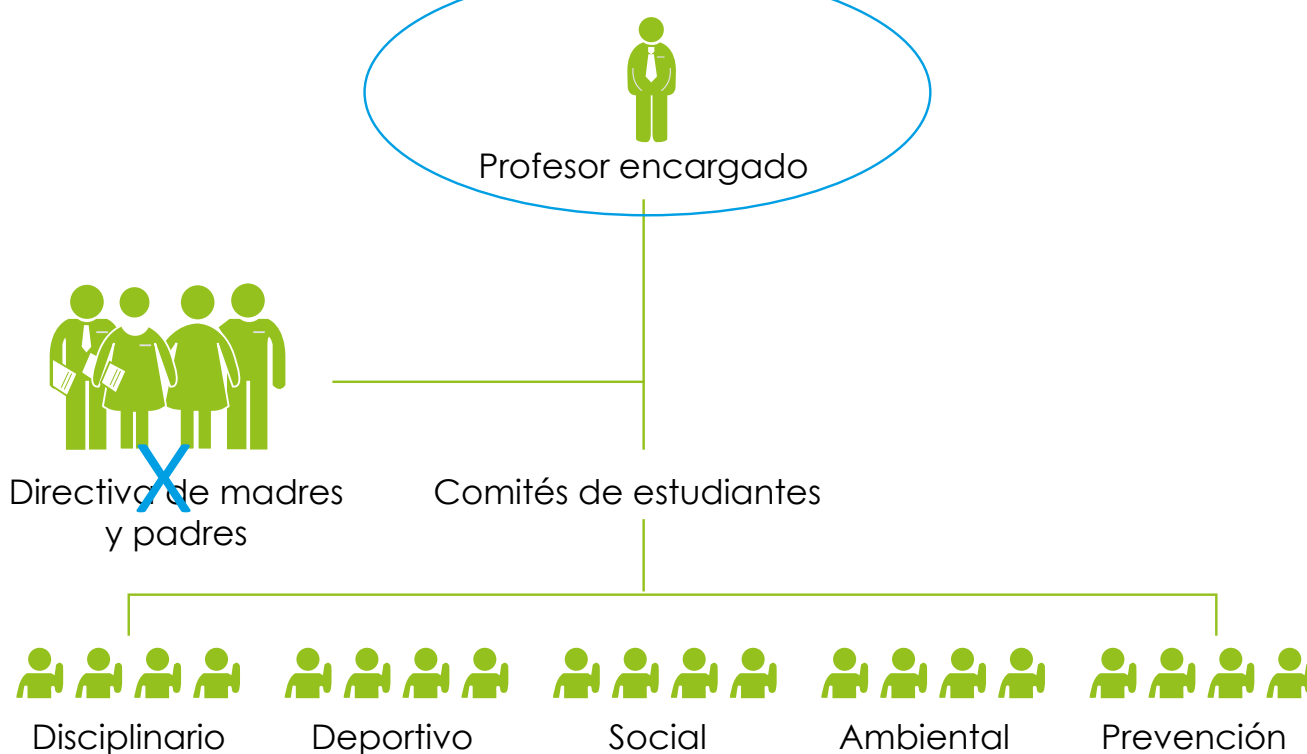 Profesor encargado
Directiva de madres
y padres
Comités de estudiantes
Disciplinario
Deportivo
Social
Ambiental
Prevención